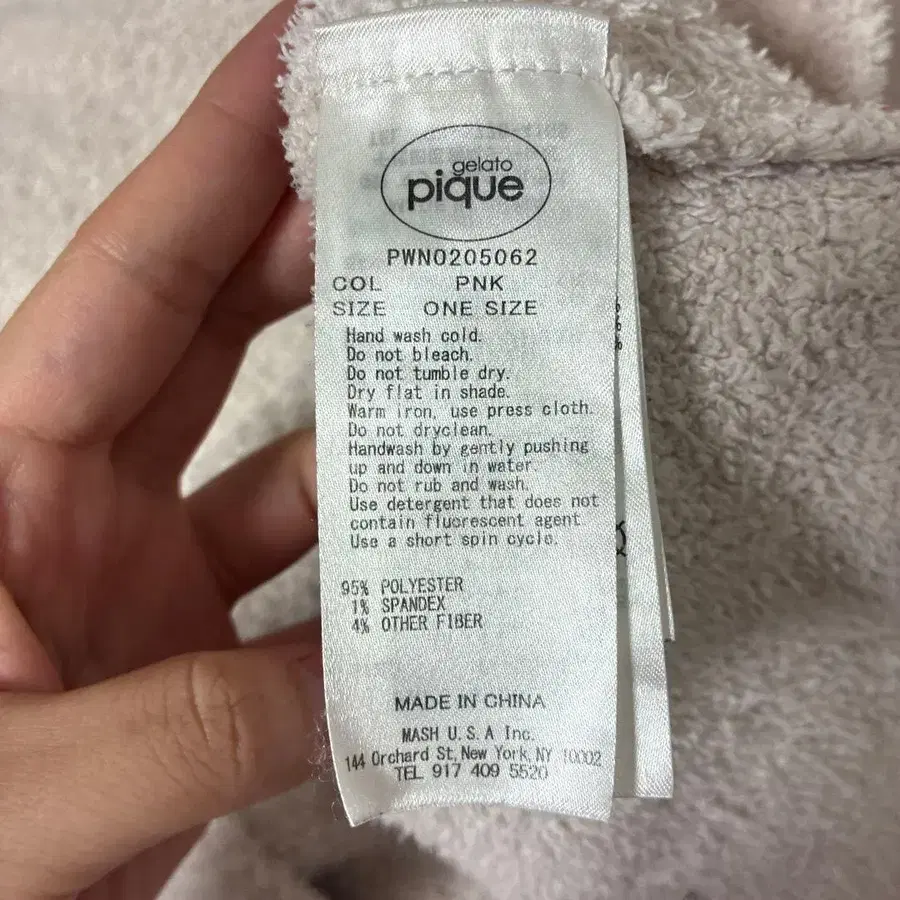 gelato
pique
PWNO205062
COL PNK
SIZE ONE SIZE
Hand wash cold.
Do not bleach.
Do not tumble dry.
Dry flat in shade.
Warm iron, use press cloth.
Do not dryclean.
Handwash by gently pushing
up and down in water.
Do not rub and wash.
Use detergent that does not
contain fluorescent agent
Use a short spin cycle.
95% POLYESTER
1% SPANDEX
4% OTHER FIBER
MADE IN CHINA
MASH U.S.A Inc.
144 Orchard St, New York, NY 10002
TEL 917 409 5520